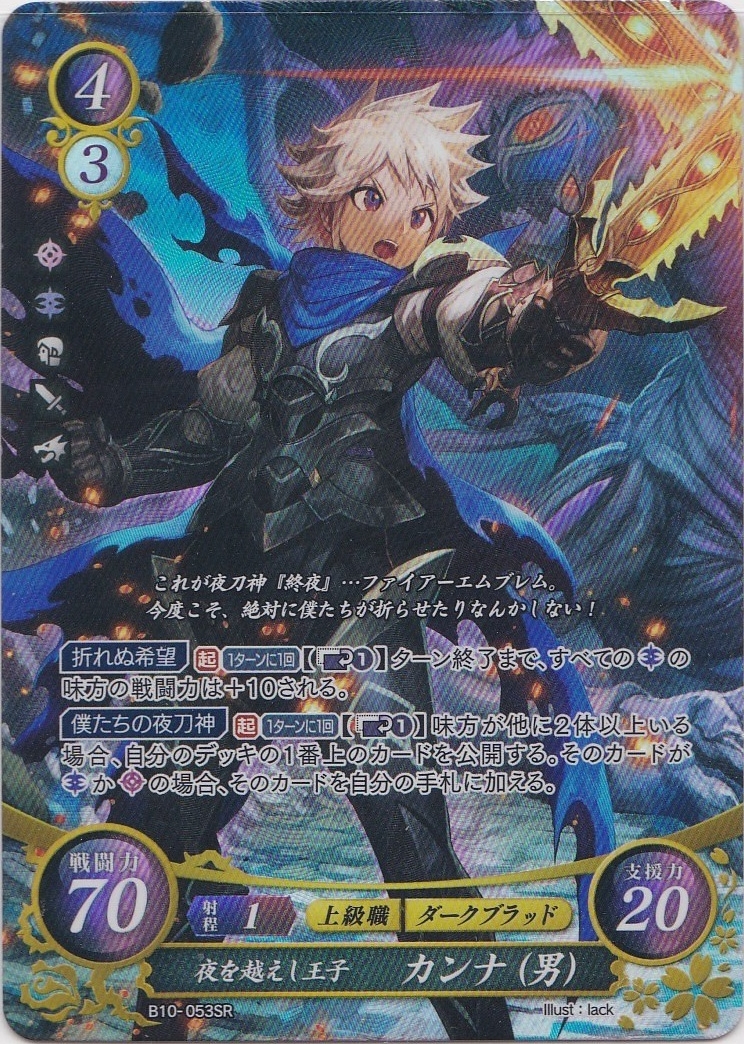 4
3
これが夜刀神『終夜』…ファイアーエムブレム。
今度こそ、絶対に僕たちが折らせたりなんかしない！
折れぬ希望 起 1ターンに1回【1】ターン終了まで、すべての の
味方の戦闘力は＋10される。
僕たちの夜刀神 起 1ターンに1回【1】味方が他に2体以上いる
場合、自分のデッキの1番上のカードを公開する。そのカードが
か の場合、そのカードを自分の手札に加える。
戦闘力
70
射程 1
上級職 ダークブラッド
支援力
20
夜を越えし王子 カンナ（男）
B10-053SR
Illust：lack